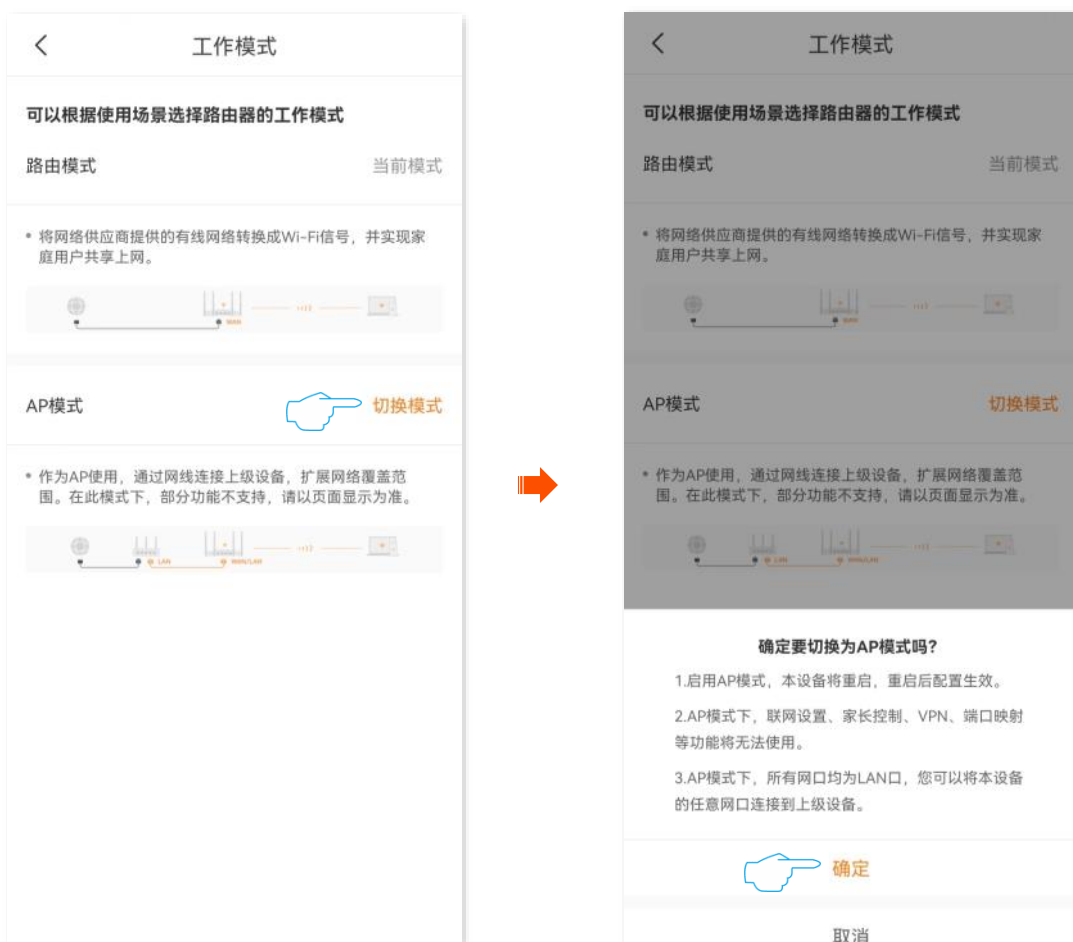 工作模式
可以根据使用场景选择路由器的工作模式
路由模式 当前模式
• 将网络供应商提供的有线网络转换成Wi-Fi信号，并实现家
庭用户共享上网。
WAN
AP模式 切换模式
• 作为AP使用，通过网线连接上级设备，扩展网络覆盖范
围。在此模式下，部分功能不支持，请以页面显示为准。
LAN WAN/LAN
工作模式
可以根据使用场景选择路由器的工作模式
路由模式 当前模式
• 将网络供应商提供的有线网络转换成Wi-Fi信号，并实现家
庭用户共享上网。
WAN
AP模式 切换模式
• 作为AP使用，通过网线连接上级设备，扩展网络覆盖范
围。在此模式下，部分功能不支持，请以页面显示为准。
LAN WAN/LAN
确定要切换为AP模式吗？
1.启用AP模式，本设备将重启，重启后配置生效。
2.AP模式下，联网设置、家长控制、VPN、端口映射
等功能将无法使用。
3.AP模式下，所有网口均为LAN口，您可以将本设备
的任意网口连接到上级设备。
确定
取消